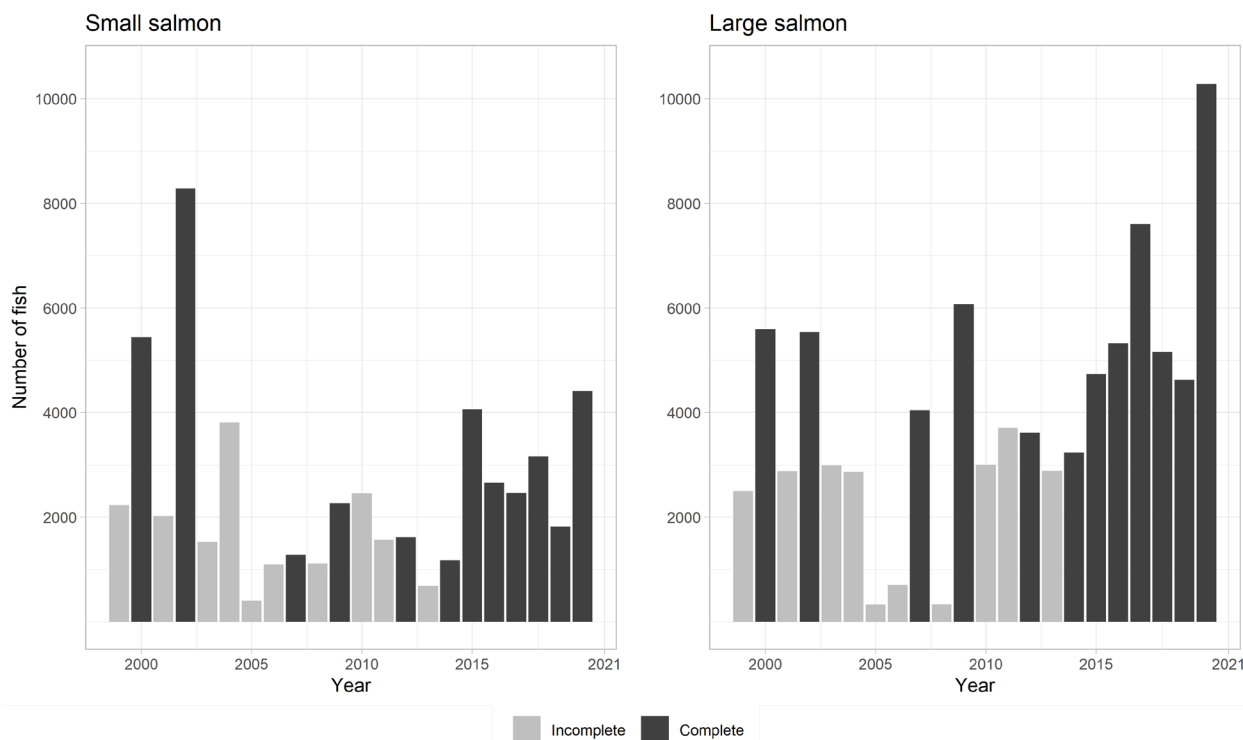 Small salmon
Large salmon
Number of fish
10000
8000
6000
4000
2000
10000
8000
6000
4000
2000
2000 2005 2010 2015 2021
2000 2005 2010 2015 2021
Year
Year
Incomplete Complete